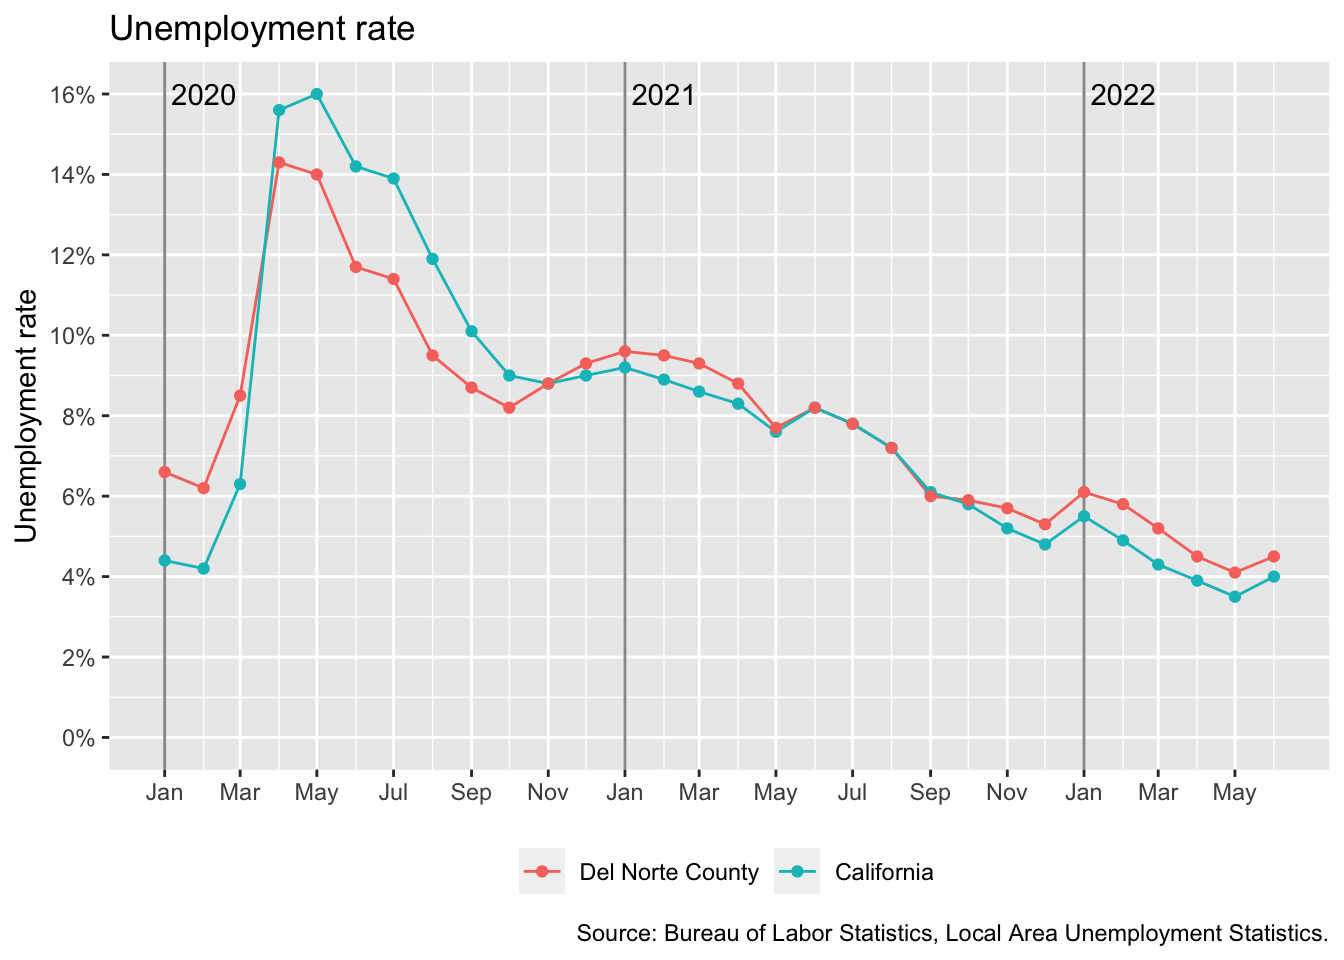 Unemployment rate
2020 2021 2022
16%
14%
12%
10%
8%
6%
4%
2%
0%
Unemployment rate
Jan Mar May Jul Sep Nov Jan Mar May Jul Sep Nov Jan Mar May
Del Norte County California
Source: Bureau of Labor Statistics, Local Area Unemployment Statistics.